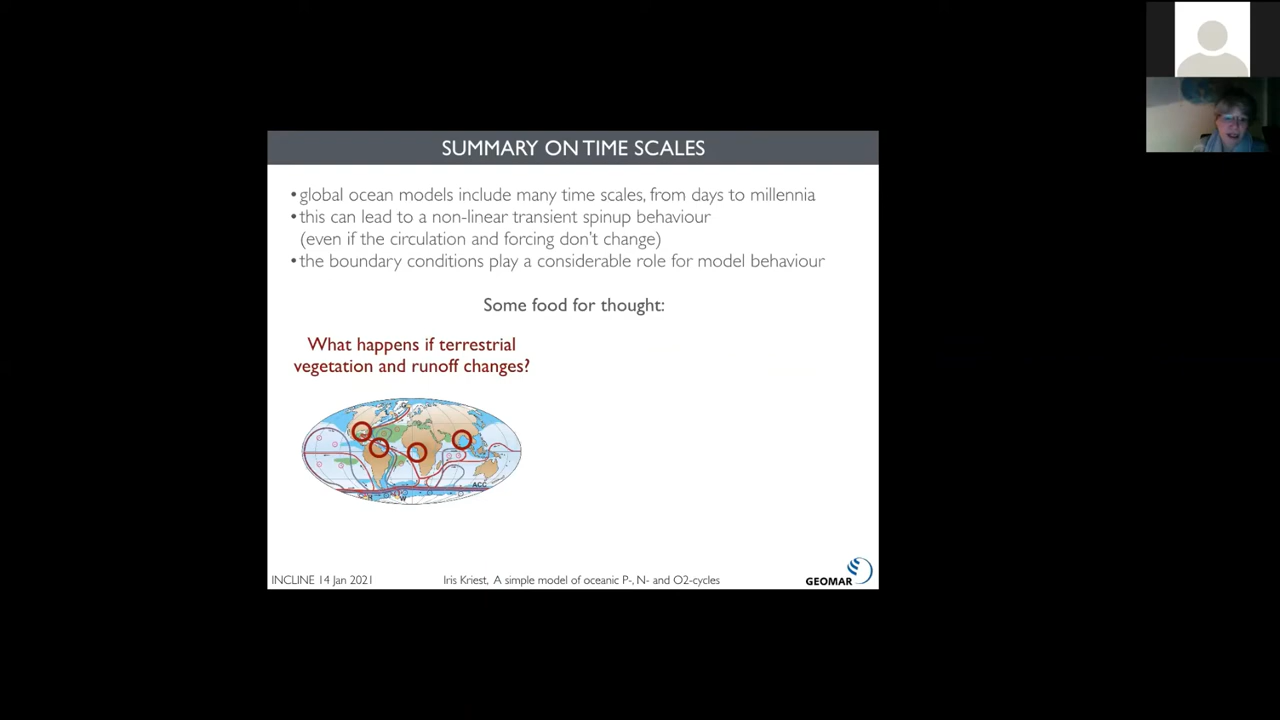 SUMMARY ON TIME SCALES
• global ocean models include many time scales, from days to millennia
• this can lead to a non-linear transient spinup behaviour
(even if the circulation and forcing don't change)
• the boundary conditions play a considerable role for model behaviour
Some food for thought:
What happens if terrestrial
vegetation and runoff changes?
ACC
W
INCLINE 14 Jan 2021
Iris Kriest, A simple model of oceanic P-, N- and O2-cycles
GEOMAR